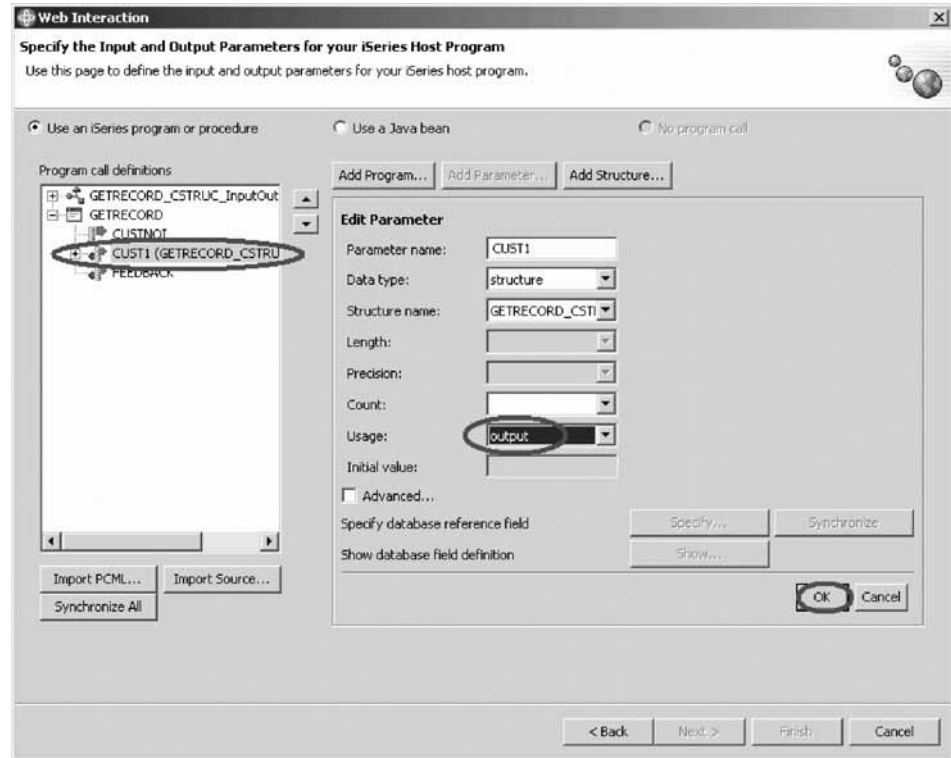 Web Interaction
Specify the Input and Output Parameters for your iSeries Host Program
Use this page to define the input and output parameters for your iSeries host program.
Use an iSeries program or procedure
Use a Java bean
No program call
Program call definitions
Add Program...
Add Parameter...
Add Structure...
GETRECORD_CSTRUC_InputOut
GETRECORD
CUSTNO1
CUST1 (GETRECORD_CSTRU
FEEDBACK
Edit Parameter
Parameter name: CUST1
Data type: structure
Structure name: GETRECORD_CST
Length:
Precision:
Count:
Usage: output
Initial value:
Advanced...
Specify database reference field Specify... Synchronize
Show database field definition Show...
Import PCML... Import Source...
Synchronize All
OK Cancel
< Back Next > Finish Cancel